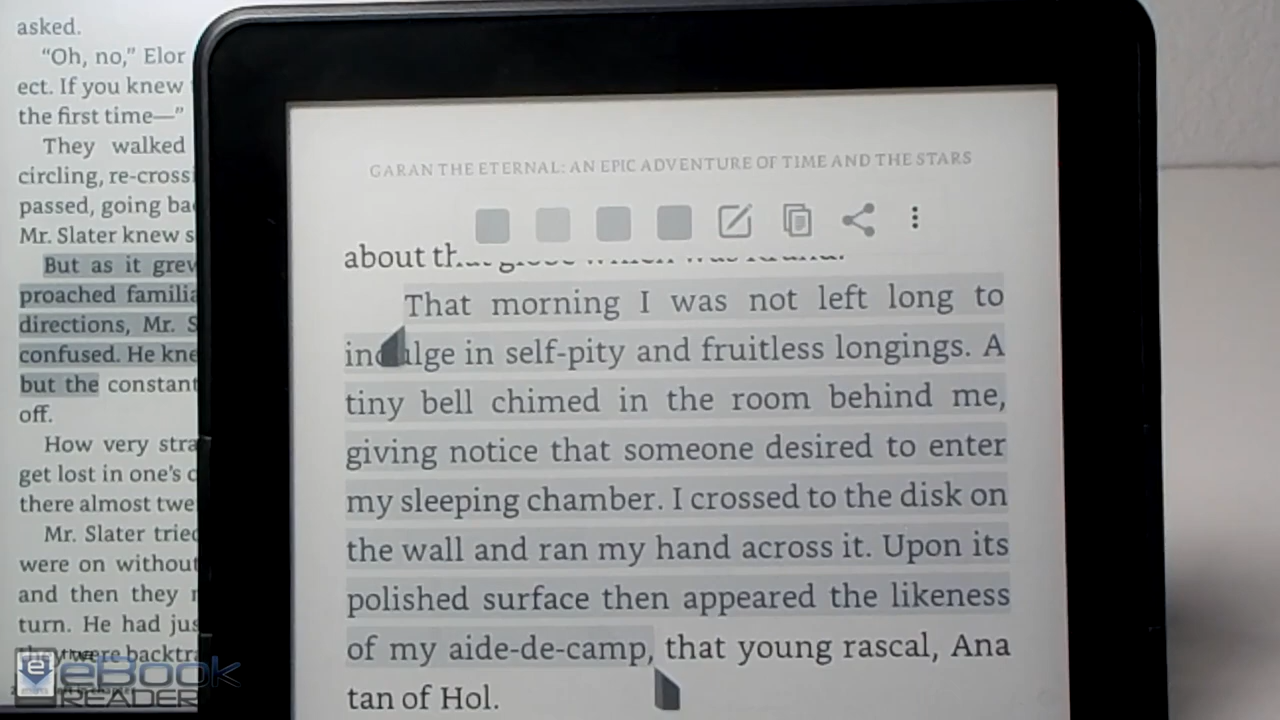 asked.
“Oh, no,” Elor
ect. If you knew
the first time—”
They walked
circling, re-cross
passed, going ba
Mr. Slater knew s
But as it grew
proached familia
directions, Mr. S
confused. He kne
but the constant
off.
How very stra
get lost in one’s o
there almost twe
Mr. Slater tried
were on without
and then they
turn. He had jus
they were backtra
eBook
READER
GARAN THE ETERNAL: AN EPIC ADVENTURE OF TIME AND THE STARS
about th
That morning I was not left long to
indulge in self-pity and fruitless longings. A
tiny bell chimed in the room behind me,
giving notice that someone desired to enter
my sleeping chamber. I crossed to the disk on
the wall and ran my hand across it. Upon its
polished surface then appeared the likeness
of my aide-de-camp, that young rascal, Ana
tan of Hol.